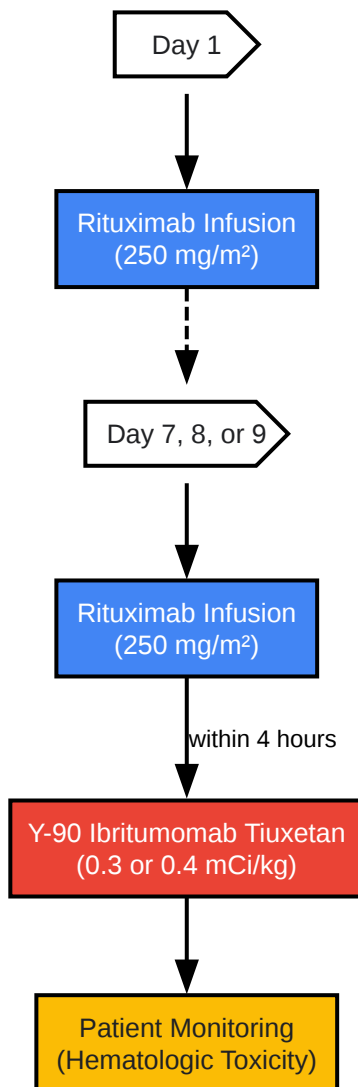 Day 1
Rituximab Infusion
(250 mg/m²)
Day 7, 8, or 9
Rituximab Infusion
(250 mg/m²)
within 4 hours
Y-90 Ibritumomab Tiuxetan
(0.3 or 0.4 mCi/kg)
Patient Monitoring
(Hematologic Toxicity)